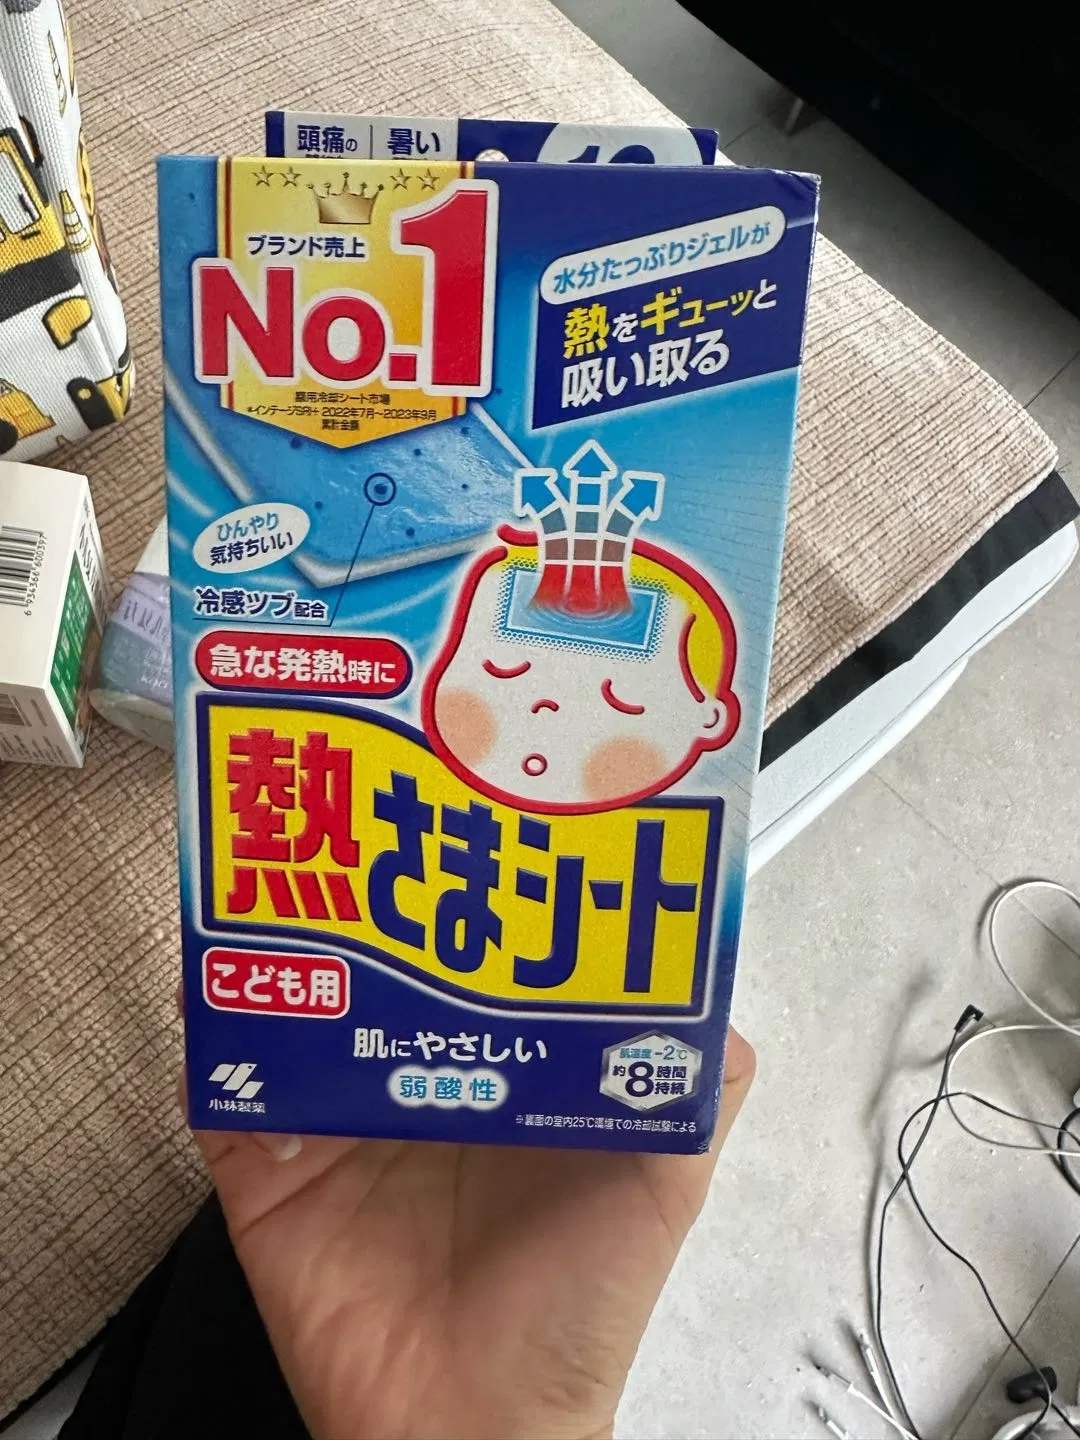 頭痛の 暑い
ブランド売上
No.1
薬用冷却シート市場
*インテージSRI+ 2022年7月~2023年9月
累計金額
水分たっぷりジェルが
熱をギューッと
吸い取る
ひんやり
気持ちいい
冷感ツブ配合
急な発熱時に
熱さまシート
こども用
肌にやさしい
弱酸性
肌温度-2℃
約8時間
持続
小林製薬
※裏面の室内25℃環境での冷却試験による
6 934366 600397